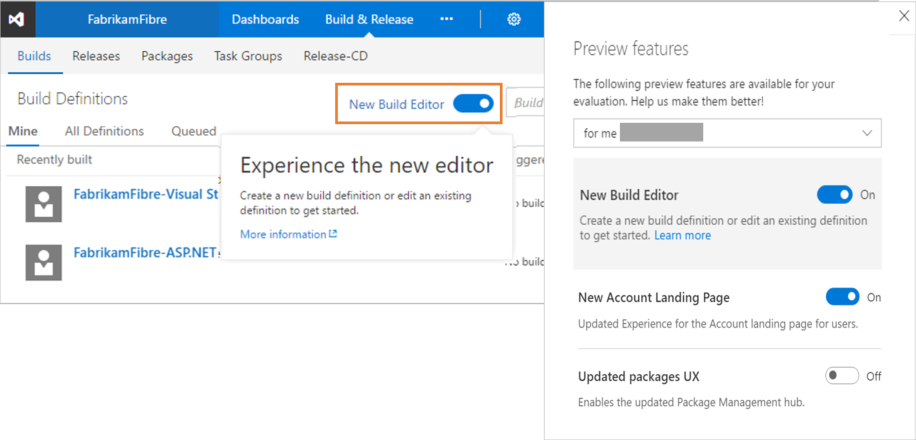 FabrikamFibre Dashboards Build & Release ···
Builds Releases Packages Task Groups Release-CD
Build Definitions
New Build Editor
Build
Mine All Definitions Queued
Recently built
ggered
FabrikamFibre-Visual St
o buil
FabrikamFibre-ASP.NET
No build
Experience the new editor
Create a new build definition or edit an existing
definition to get started.
More information
Preview features
The following preview features are available for your
evaluation. Help us make them better!
for me
New Build Editor On
Create a new build definition or edit an existing definition
to get started. Learn more
New Account Landing Page On
Updated Experience for the Account landing page for users.
Updated packages UX Off
Enables the updated Package Management hub.